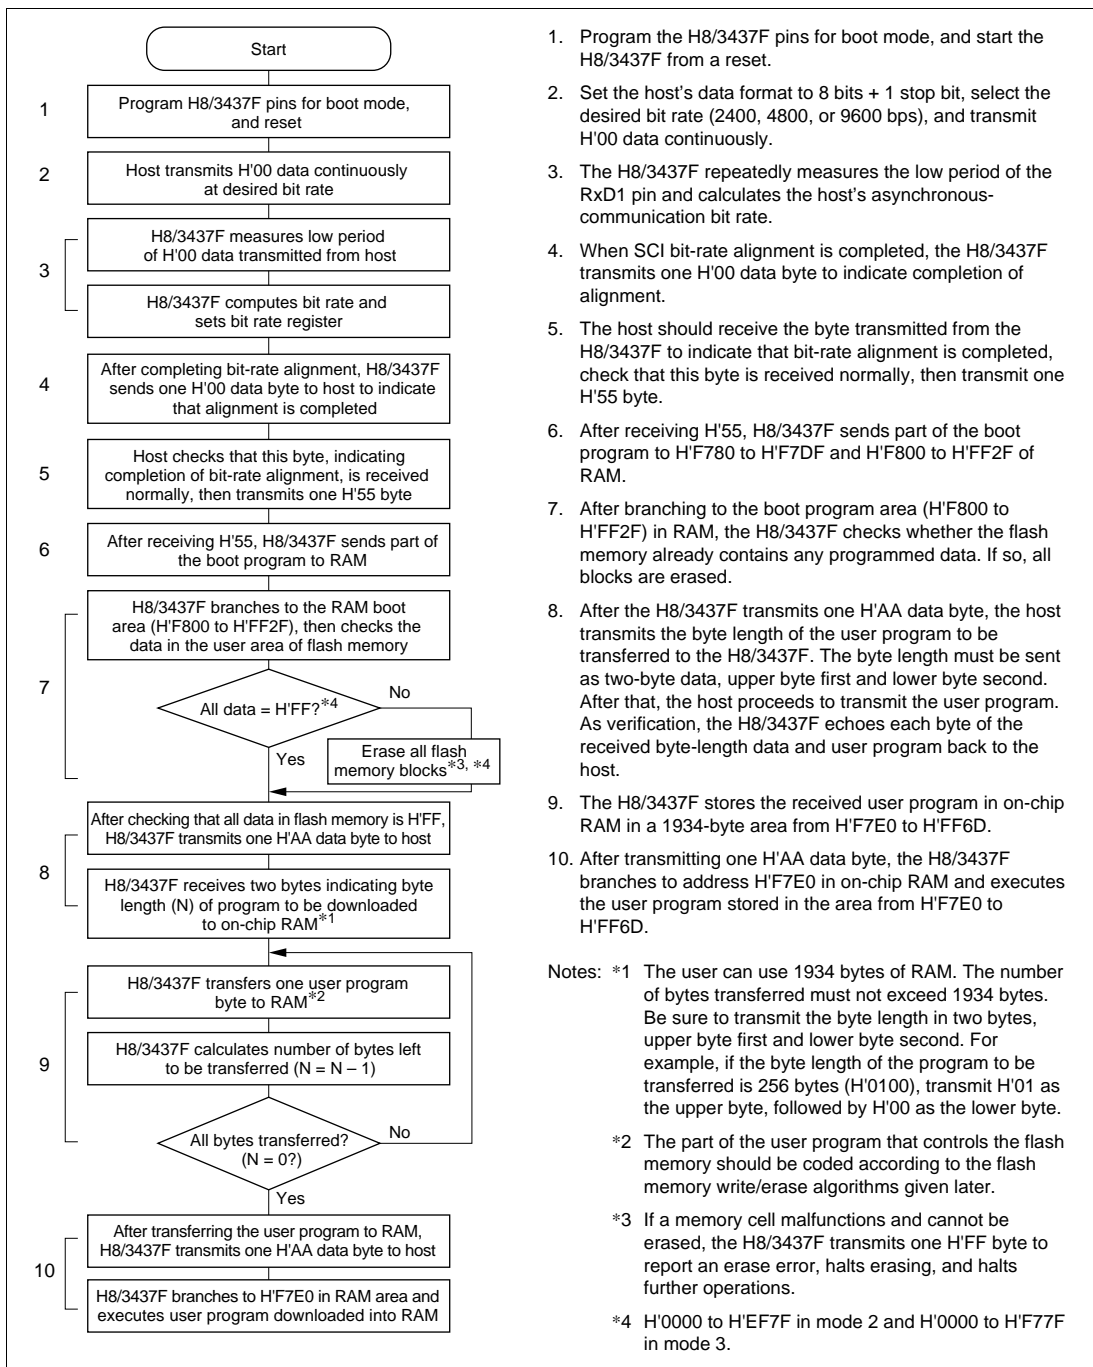 Start
1
Program H8/3437F pins for boot mode,
and reset
2
Host transmits H'00 data continuously
at desired bit rate
3
H8/3437F measures low period
of H'00 data transmitted from host
H8/3437F computes bit rate and
sets bit rate register
4
After completing bit-rate alignment, H8/3437F
sends one H'00 data byte to host to indicate
that alignment is completed
5
Host checks that this byte, indicating
completion of bit-rate alignment, is received
normally, then transmits one H'55 byte
6
After receiving H'55, H8/3437F sends part of
the boot program to RAM
7
H8/3437F branches to the RAM boot
area (H'F800 to H'FF2F), then checks the
data in the user area of flash memory
All data = H'FF?*4
No
Yes
Erase all flash
memory blocks*3, *4
8
After checking that all data in flash memory is H'FF,
H8/3437F transmits one H'AA data byte to host
H8/3437F receives two bytes indicating byte
length (N) of program to be downloaded
to on-chip RAM*1
9
H8/3437F transfers one user program
byte to RAM*2
H8/3437F calculates number of bytes left
to be transferred (N = N – 1)
All bytes transferred?
(N = 0?)
No
Yes
10
After transferring the user program to RAM,
H8/3437F transmits one H'AA data byte to host
H8/3437F branches to H'F7E0 in RAM area and
executes user program downloaded into RAM
1. Program the H8/3437F pins for boot mode, and start the
H8/3437F from a reset.
2. Set the host's data format to 8 bits + 1 stop bit, select the
desired bit rate (2400, 4800, or 9600 bps), and transmit
H'00 data continuously.
3. The H8/3437F repeatedly measures the low period of the
RxD1 pin and calculates the host's asynchronous-
communication bit rate.
4. When SCI bit-rate alignment is completed, the H8/3437F
transmits one H'00 data byte to indicate completion of
alignment.
5. The host should receive the byte transmitted from the
H8/3437F to indicate that bit-rate alignment is completed,
check that this byte is received normally, then transmit one
H'55 byte.
6. After receiving H'55, H8/3437F sends part of the boot
program to H'F780 to H'F7DF and H'F800 to H'FF2F of
RAM.
7. After branching to the boot program area (H'F800 to
H'FF2F) in RAM, the H8/3437F checks whether the flash
memory already contains any programmed data. If so, all
blocks are erased.
8. After the H8/3437F transmits one H'AA data byte, the host
transmits the byte length of the user program to be
transferred to the H8/3437F. The byte length must be sent
as two-byte data, upper byte first and lower byte second.
After that, the host proceeds to transmit the user program.
As verification, the H8/3437F echoes each byte of the
received byte-length data and user program back to the
host.
9. The H8/3437F stores the received user program in on-chip
RAM in a 1934-byte area from H'F7E0 to H'FF6D.
10. After transmitting one H'AA data byte, the H8/3437F
branches to address H'F7E0 in on-chip RAM and executes
the user program stored in the area from H'F7E0 to
H'FF6D.
Notes: *1 The user can use 1934 bytes of RAM. The number
of bytes transferred must not exceed 1934 bytes.
Be sure to transmit the byte length in two bytes,
upper byte first and lower byte second. For
example, if the byte length of the program to be
transferred is 256 bytes (H'0100), transmit H'01 as
the upper byte, followed by H'00 as the lower byte.
*2 The part of the user program that controls the flash
memory should be coded according to the flash
memory write/erase algorithms given later.
*3 If a memory cell malfunctions and cannot be
erased, the H8/3437F transmits one H'FF byte to
report an erase error, halts erasing, and halts
further operations.
*4 H'0000 to H'EF7F in mode 2 and H'0000 to H'F77F
in mode 3.